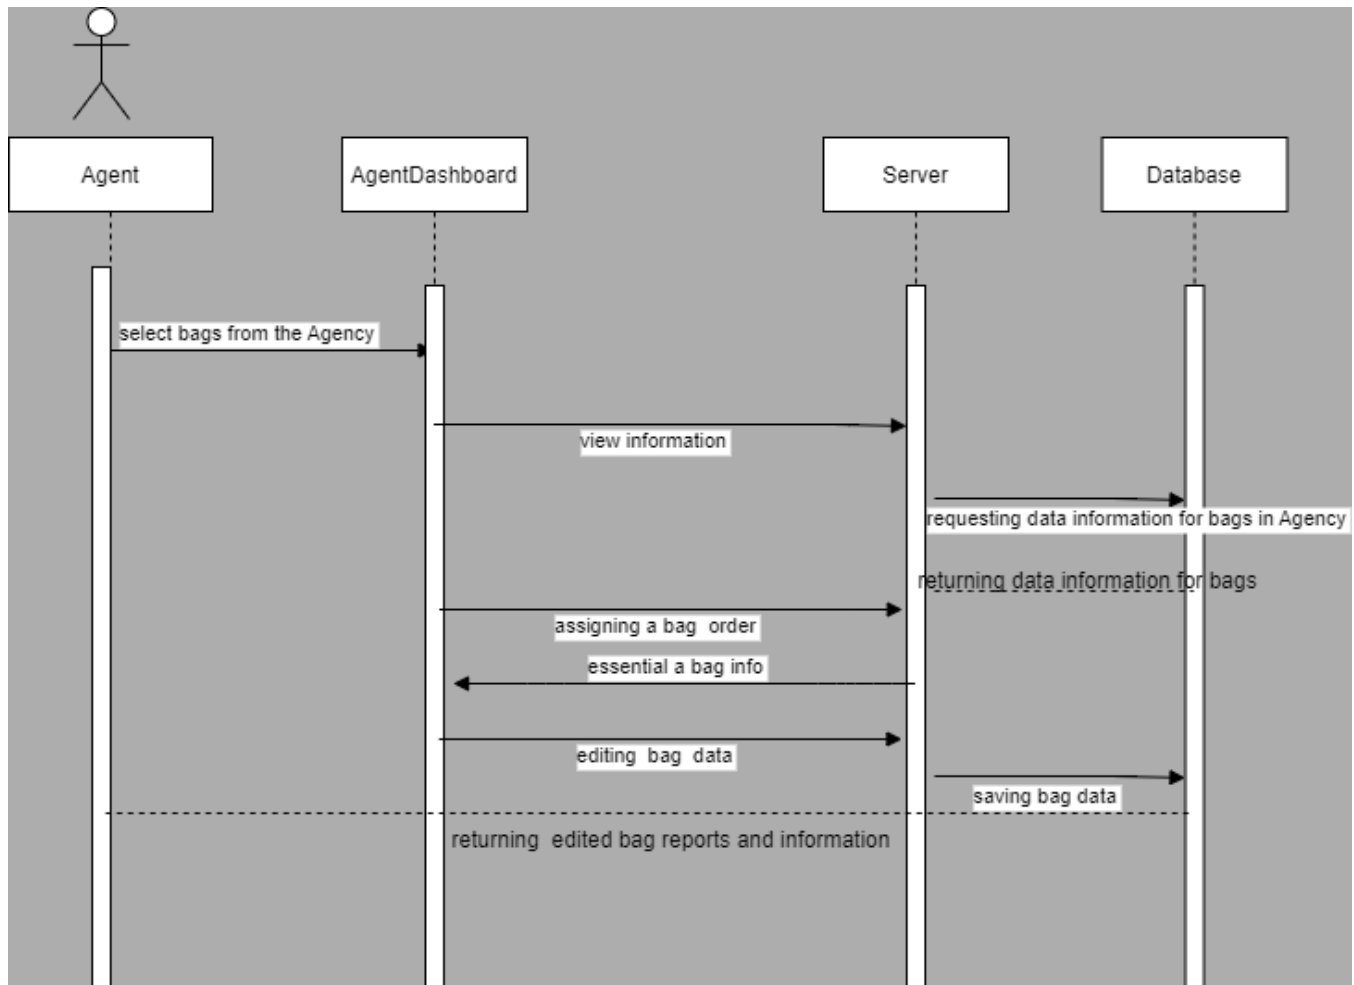 Agent
AgentDashboard
Server
Database
select bags from the Agency
view information
requesting data information for bags in Agency
returning data information for bags
assigning a bag  order
essential a bag info
editing  bag  data
saving bag data
returning  edited bag reports and information